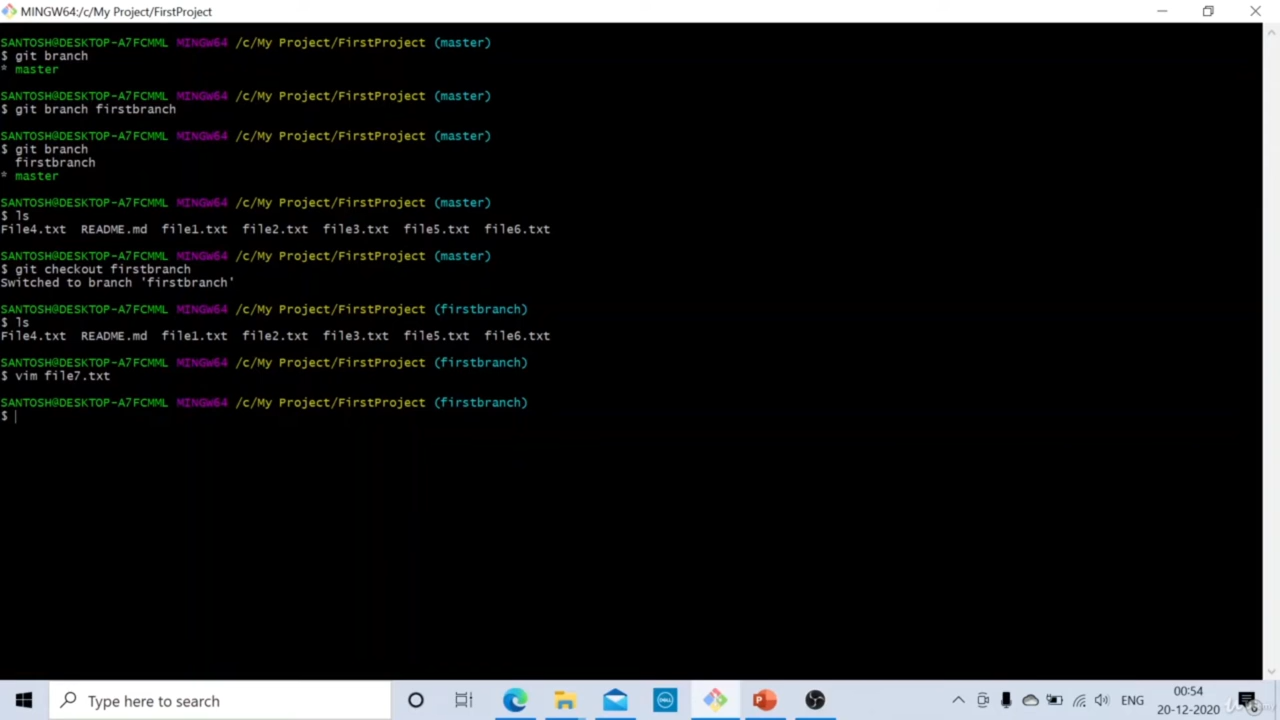 MINGW64:/c/My Project/FirstProject
SANTOSH@DESKTOP-A7FCMML MINGW64 /c/My Project/FirstProject (master)
$ git branch
* master
SANTOSH@DESKTOP-A7FCMML MINGW64 /c/My Project/FirstProject (master)
$ git branch firstbranch
SANTOSH@DESKTOP-A7FCMML MINGW64 /c/My Project/FirstProject (master)
$ git branch
firstbranch
* master
SANTOSH@DESKTOP-A7FCMML MINGW64 /c/My Project/FirstProject (master)
$ ls
File4.txt README.md file1.txt file2.txt file3.txt file5.txt file6.txt
SANTOSH@DESKTOP-A7FCMML MINGW64 /c/My Project/FirstProject (master)
$ git checkout firstbranch
Switched to branch 'firstbranch'
SANTOSH@DESKTOP-A7FCMML MINGW64 /c/My Project/FirstProject (firstbranch)
$ ls
File4.txt README.md file1.txt file2.txt file3.txt file5.txt file6.txt
SANTOSH@DESKTOP-A7FCMML MINGW64 /c/My Project/FirstProject (firstbranch)
$ vim file7.txt
SANTOSH@DESKTOP-A7FCMML MINGW64 /c/My Project/FirstProject (firstbranch)
$
Type here to search
DELL
ENG
00:54
20-12-2020